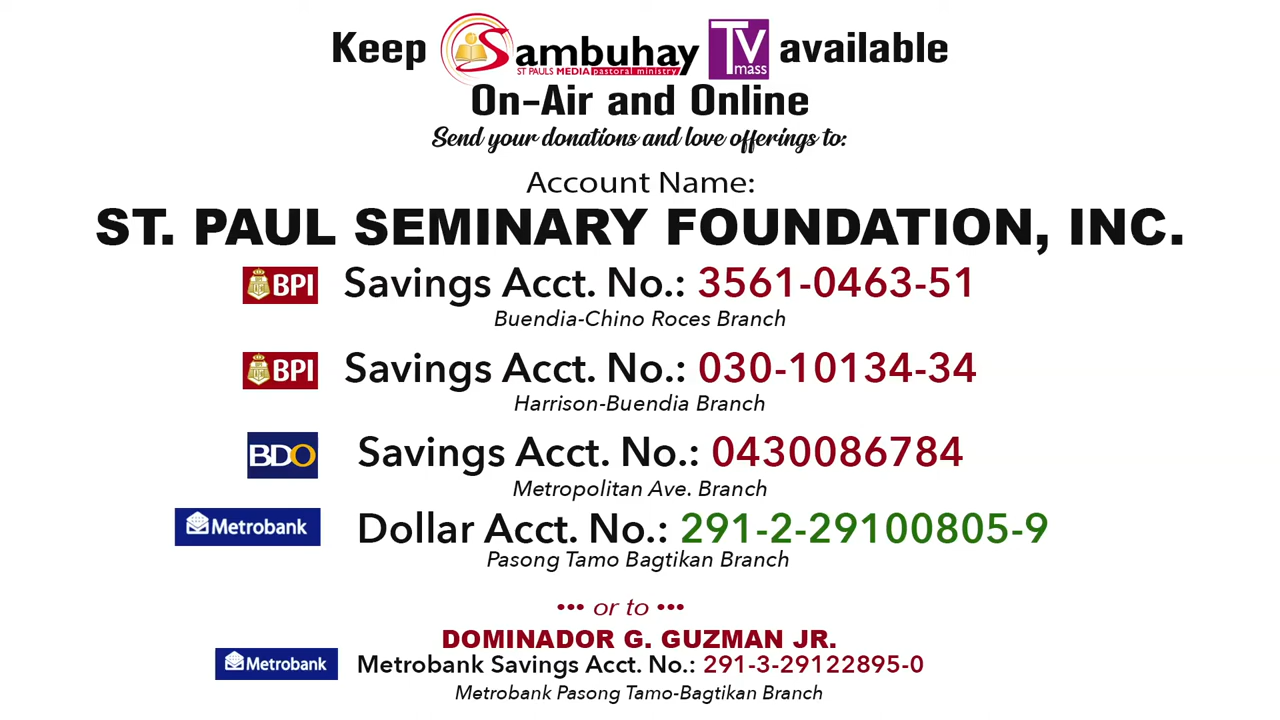 Keep Sambuhay TV mass available
ST PAULS MEDIA pastoral ministry
On-Air and Online
Send your donations and love offerings to:
Account Name:
ST. PAUL SEMINARY FOUNDATION, INC.
BPI Savings Acct. No.: 3561-0463-51
Buendia-Chino Roces Branch
BPI Savings Acct. No.: 030-10134-34
Harrison-Buendia Branch
BDO Savings Acct. No.: 0430086784
Metropolitan Ave. Branch
Metrobank Dollar Acct. No.: 291-2-29100805-9
Pasong Tamo Bagtikan Branch
••• or to •••
DOMINADOR G. GUZMAN JR.
Metrobank Metrobank Savings Acct. No.: 291-3-29122895-0
Metrobank Pasong Tamo-Bagtikan Branch